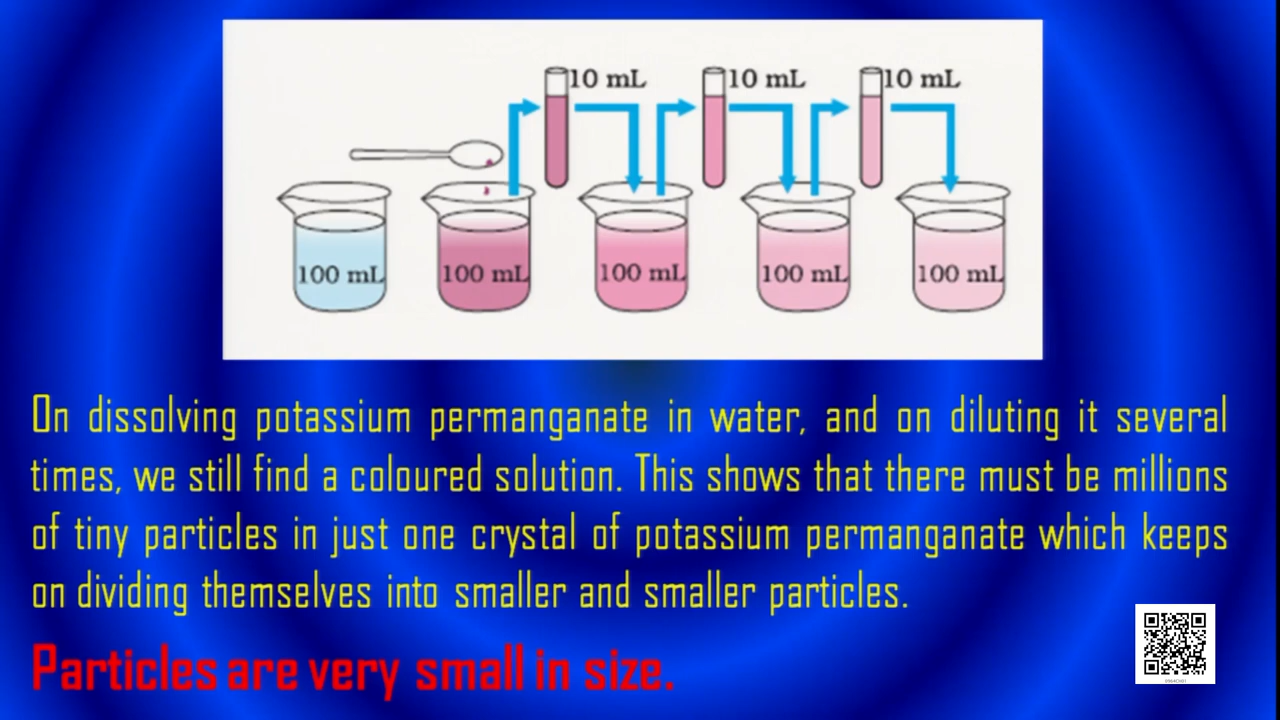 10 mL 10 mL 10 mL
100 mL 100 mL 100 mL 100 mL 100 mL
On dissolving potassium permanganate in water, and on diluting it several
times, we still find a coloured solution. This shows that there must be millions
of tiny particles in just one crystal of potassium permanganate which keeps
on dividing themselves into smaller and smaller particles.
Particles are very small in size.